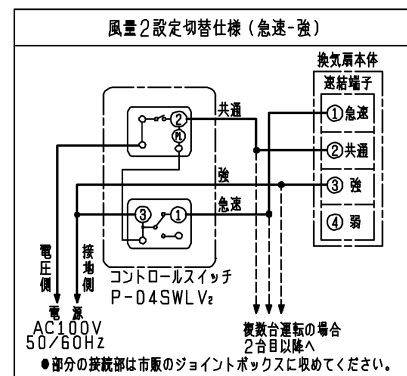 風量2設定切替仕様(急速-強)
換気扇本体
速結端子
①急速
②共通
③ 強
④ 弱
共通
②
PL
強
急速
③
①
電圧側
接地側
コントロールスイッチ
P-04SWLV₂
電 源
AC100V
50/60Hz
複数台運転の場合
2台目以降へ
●部分の接続部は市販のジョイントボックスに収めてください。